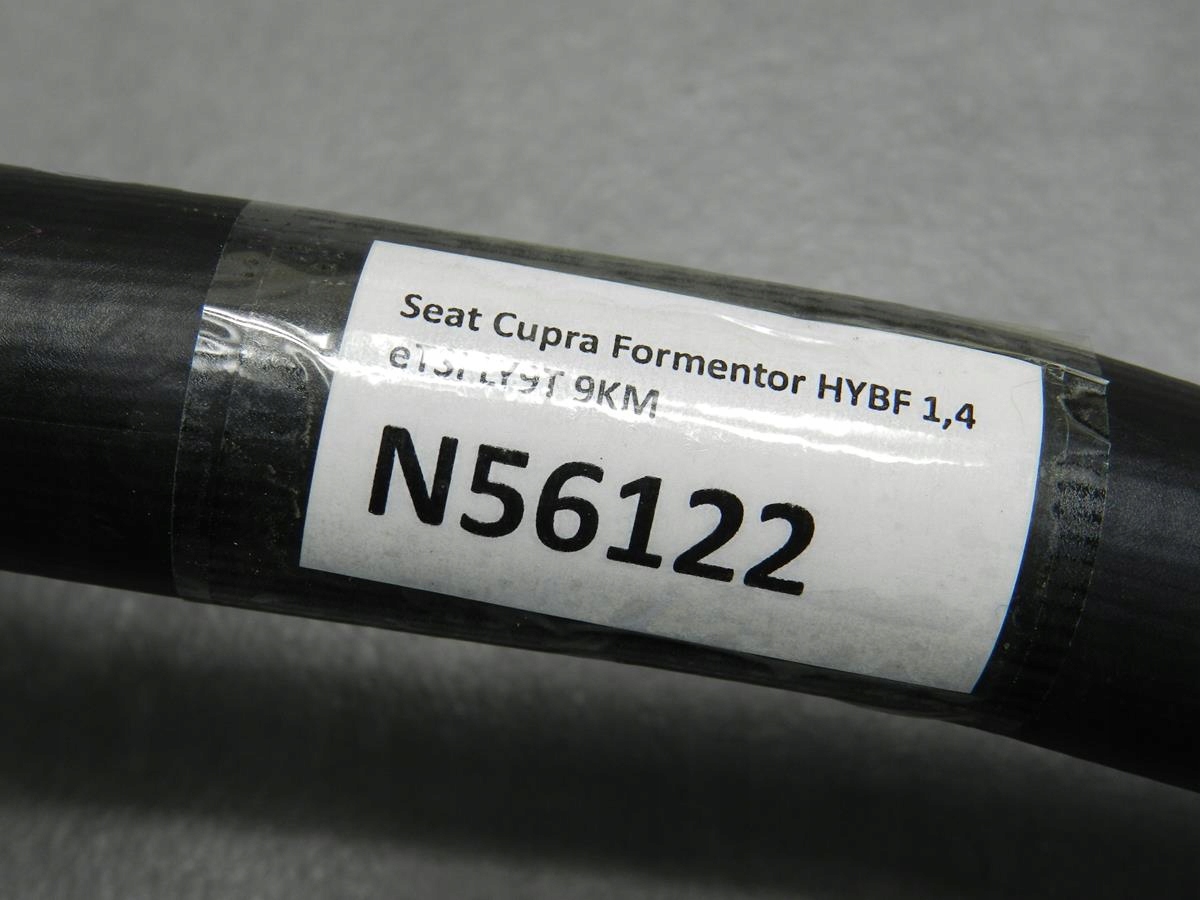 Seat Cupra Formentor HYBF 1,4
eTSI LY9T 9KM
N56122